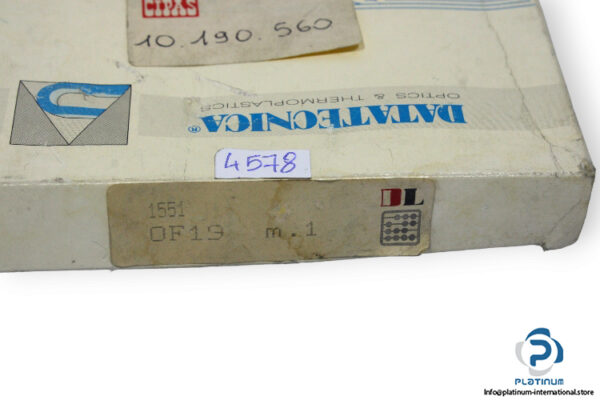 CIPAS
10.190.560
DATATECNICA®
OPTICS & THERMOPLASTICS
4578
1551
OF19 m.1
DL
PLATINUM
Info@platinum-international.store